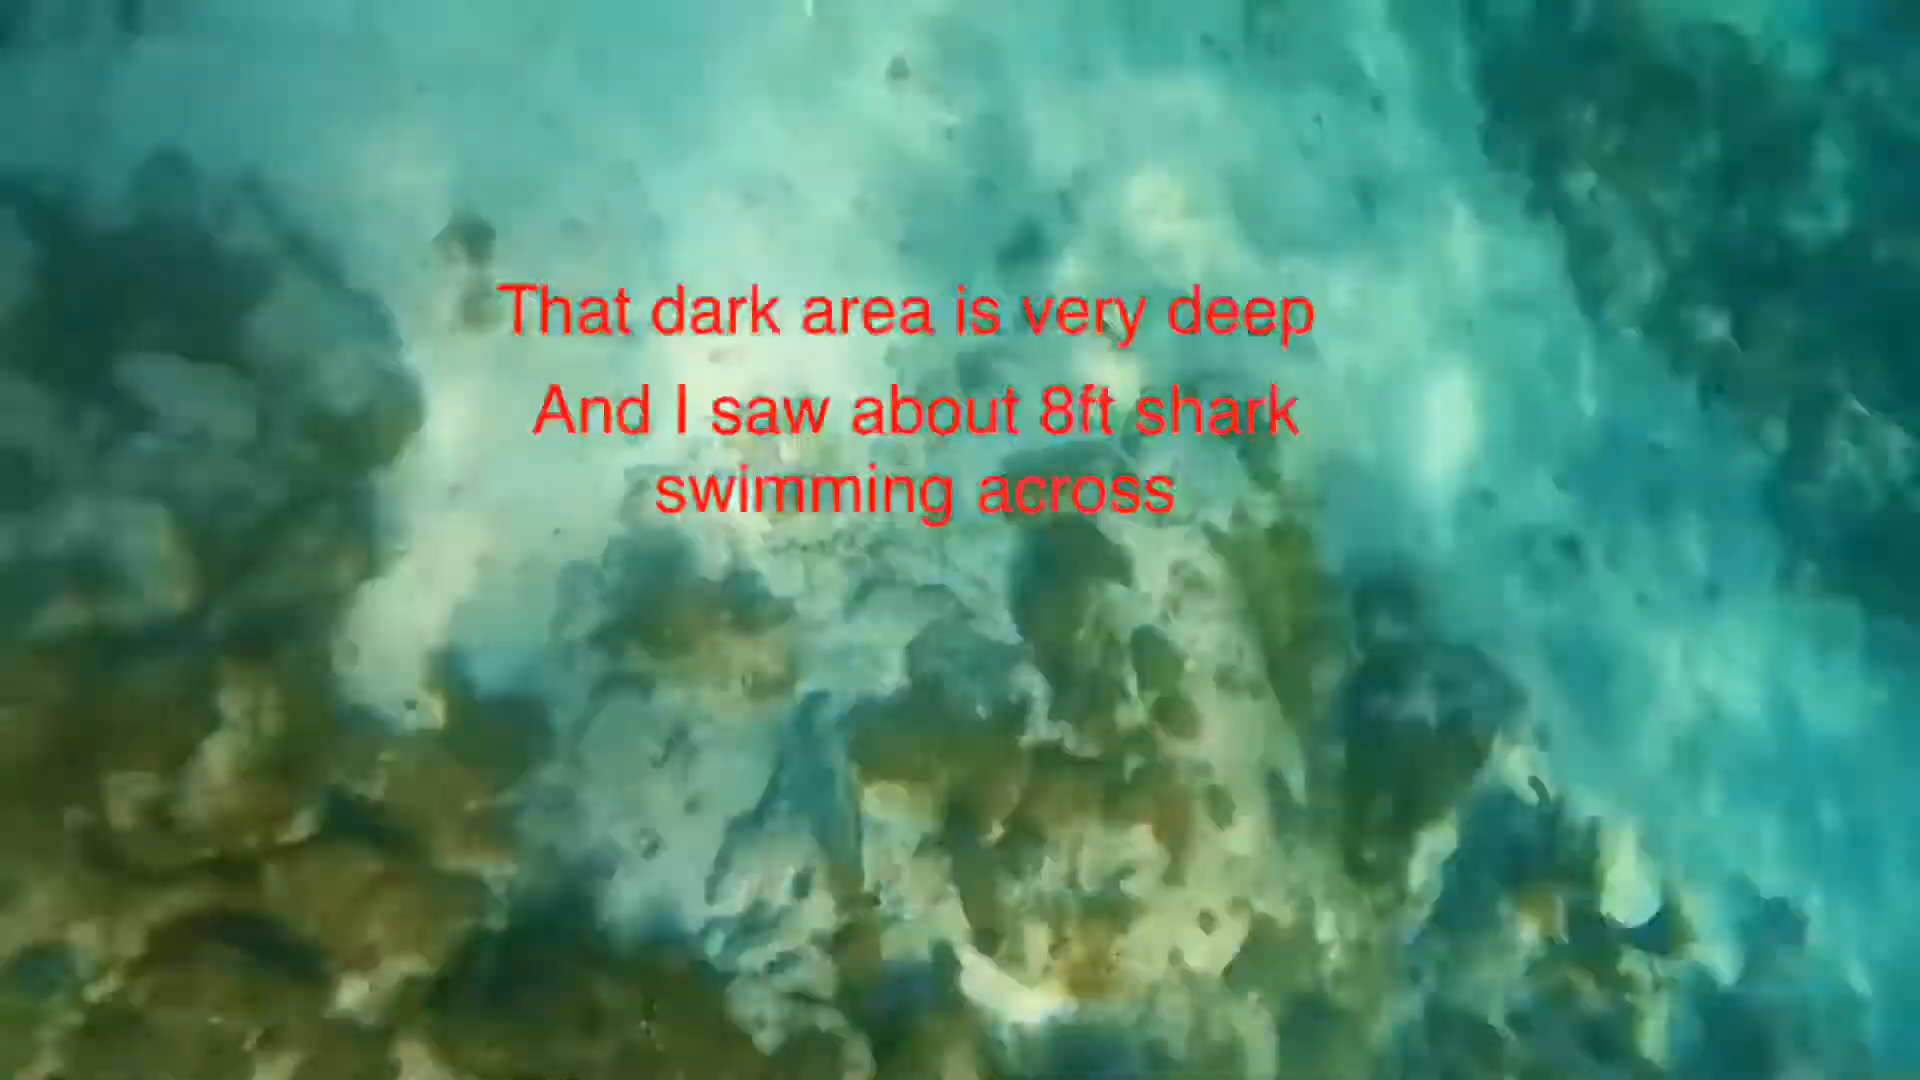 That dark area is very deep
And I saw about 8ft shark
swimming across